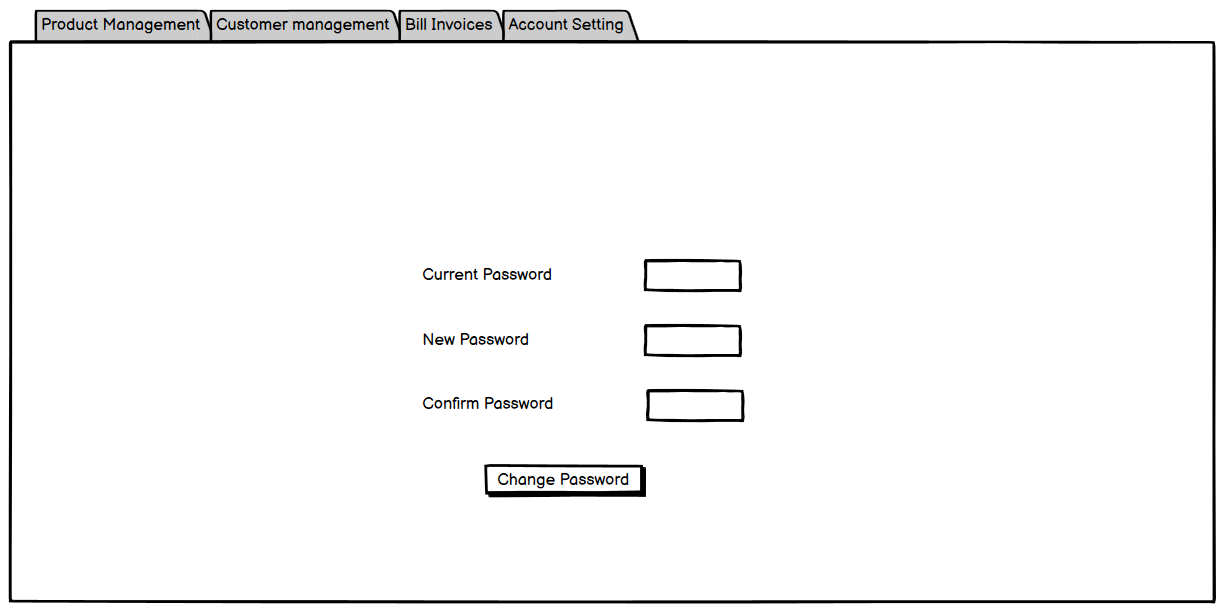 Product Management Customer management Bill Invoices Account Setting
Current Password
New Password
Confirm Password
Change Password